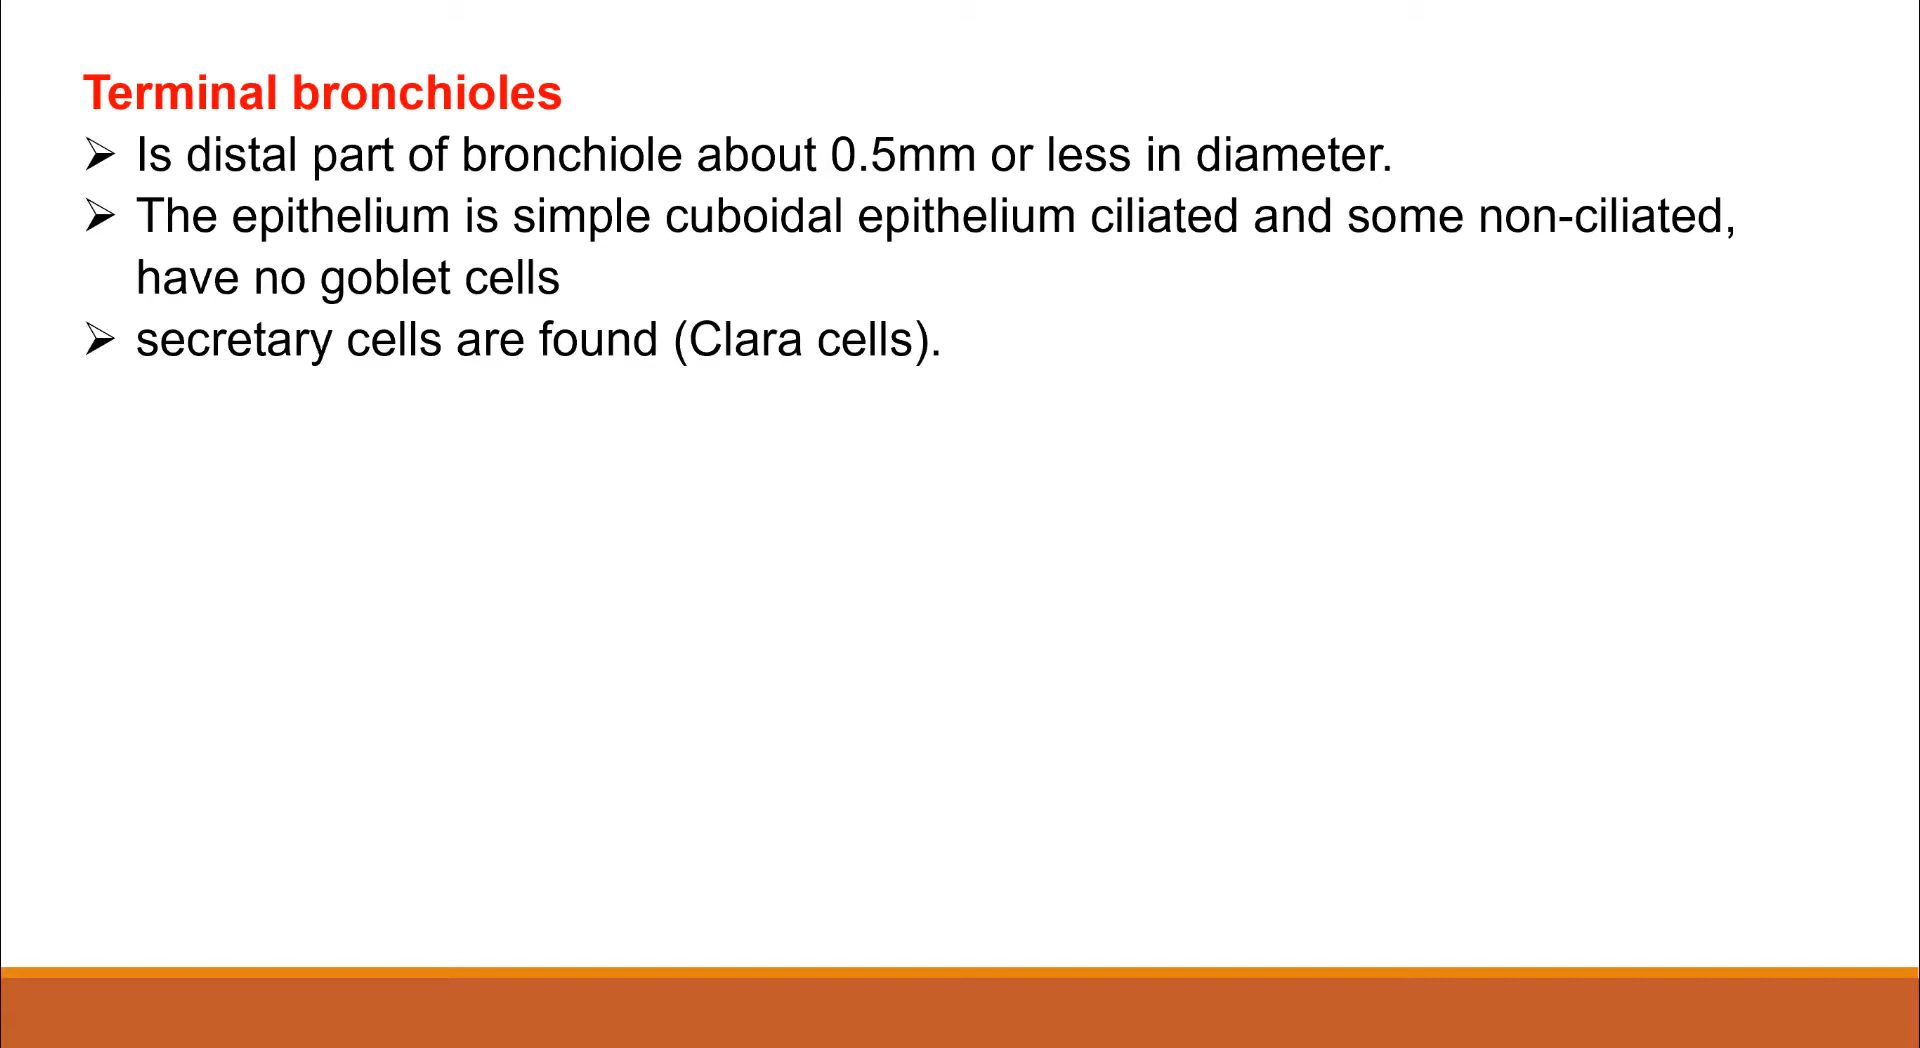 Terminal bronchioles
➢ Is distal part of bronchiole about 0.5mm or less in diameter.
➢ The epithelium is simple cuboidal epithelium ciliated and some non-ciliated,
have no goblet cells
➢ secretary cells are found (Clara cells).